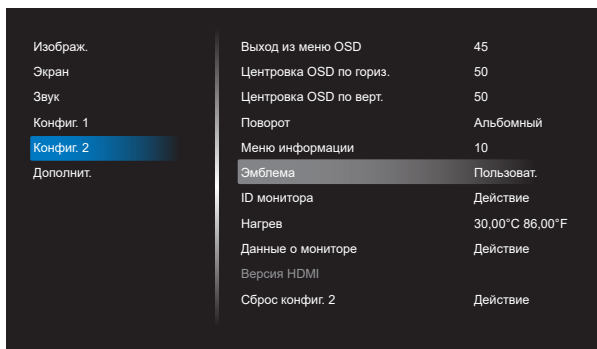 Изображ.
Экран
Звук
Конфиг. 1
Конфиг. 2
Дополнит.
Выход из меню OSD 45
Центровка OSD по гориз. 50
Центровка OSD по верт. 50
Поворот Альбомный
Меню информации 10
Эмблема Пользоват.
ID монитора Действие
Нагрев 30,00°C 86,00°F
Данные о мониторе Действие
Версия HDMI
Сброс конфиг. 2 Действие